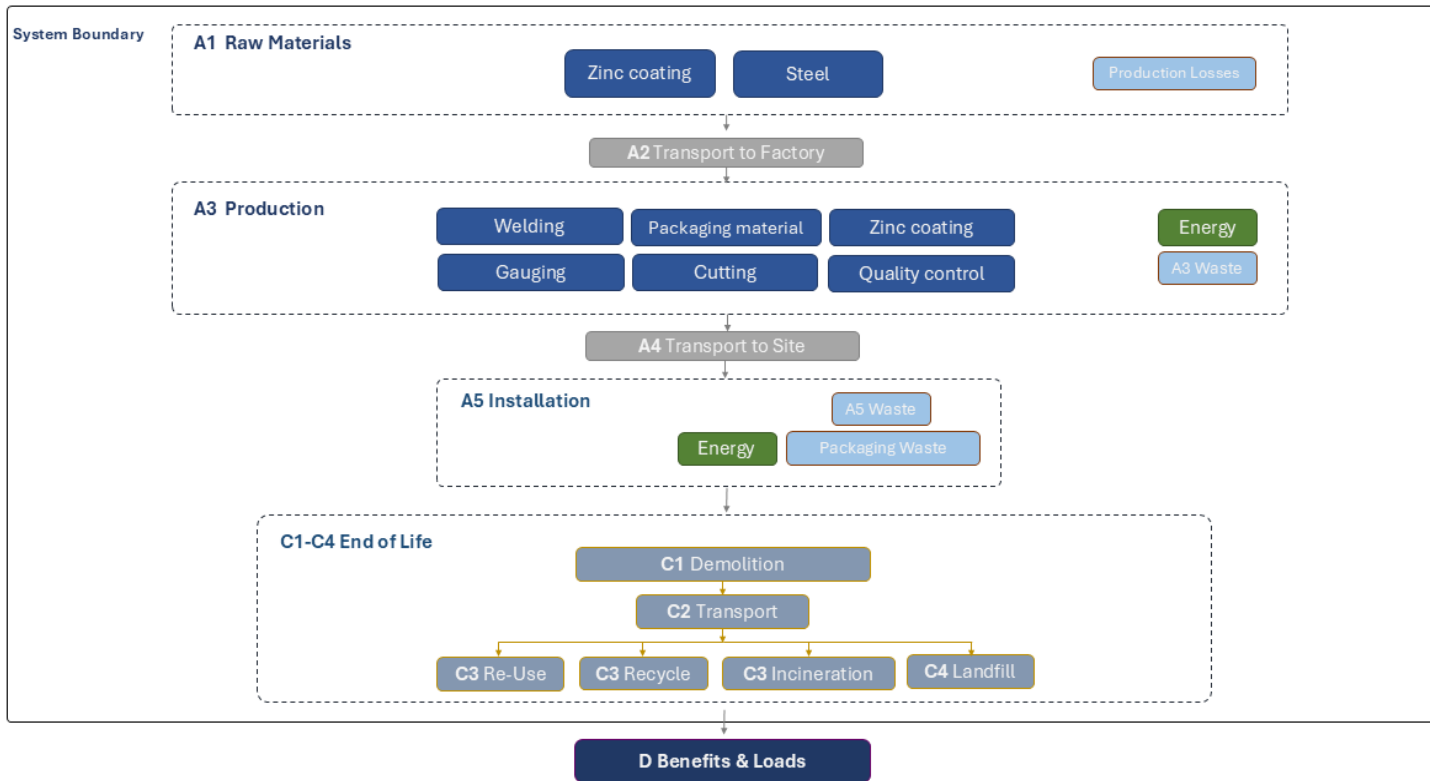 System Boundary
A1 Raw Materials
Zinc coating
Steel
Production Losses
A2 Transport to Factory
A3 Production
Welding
Packaging material
Zinc coating
Energy
Gauging
Cutting
Quality control
A3 Waste
A4 Transport to Site
A5 Installation
A5 Waste
Energy
Packaging Waste
C1-C4 End of Life
C1 Demolition
C2 Transport
C3 Re-Use
C3 Recycle
C3 Incineration
C4 Landfill
D Benefits & Loads